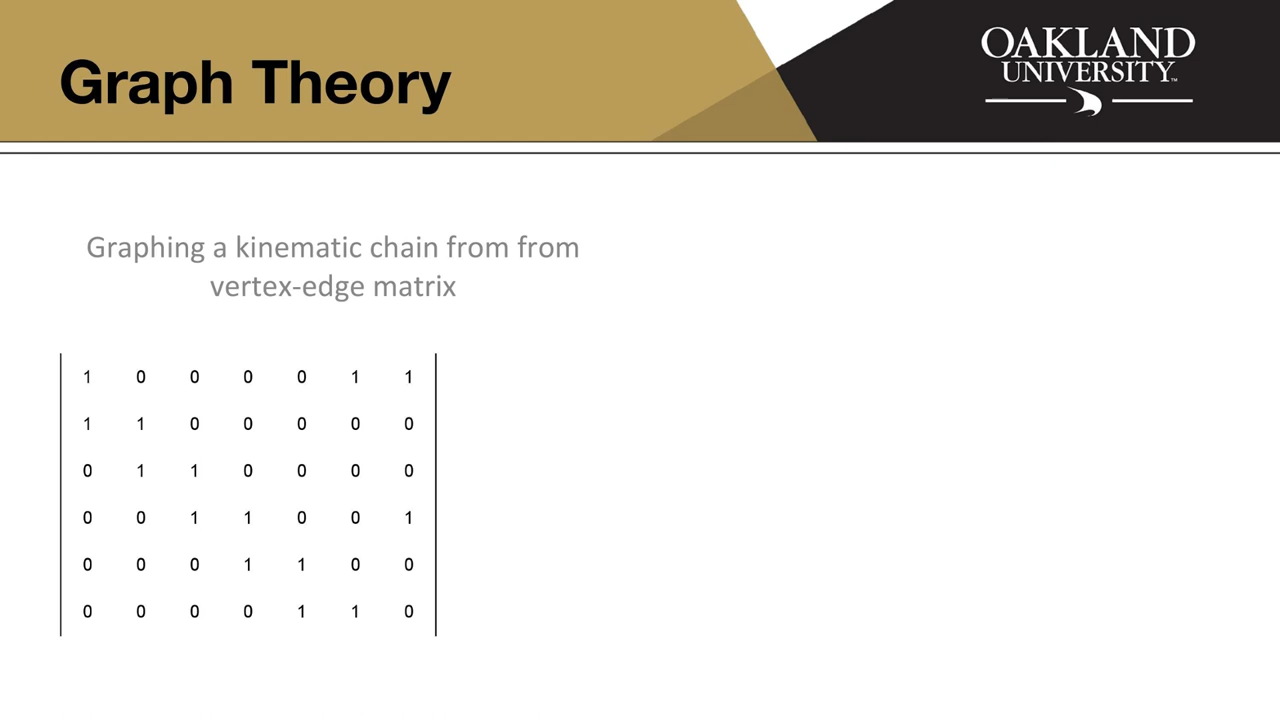 Graph Theory
OAKLAND
UNIVERSITY™
Graphing a kinematic chain from from
vertex-edge matrix
1 0 0 0 0 1 1
1 1 0 0 0 0 0
0 1 1 0 0 0 0
0 0 1 1 0 0 1
0 0 0 1 1 0 0
0 0 0 0 1 1 0